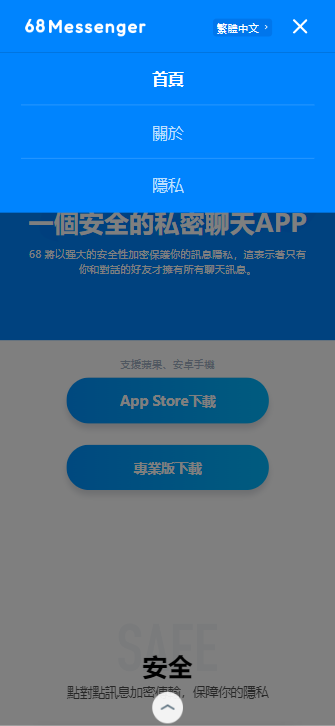 68 Messenger
繁體中文
首頁
關於
隱私
一個安全的私密聊天APP
68 將以强大的安全性加密保護你的訊息隱私，這表示著只有
你和對話的好友才擁有所有聊天訊息。
支援蘋果、安卓手機
App Store下載
專業版下載
SAFE
安全
點對點訊息加密傳輸，保障你的隱私